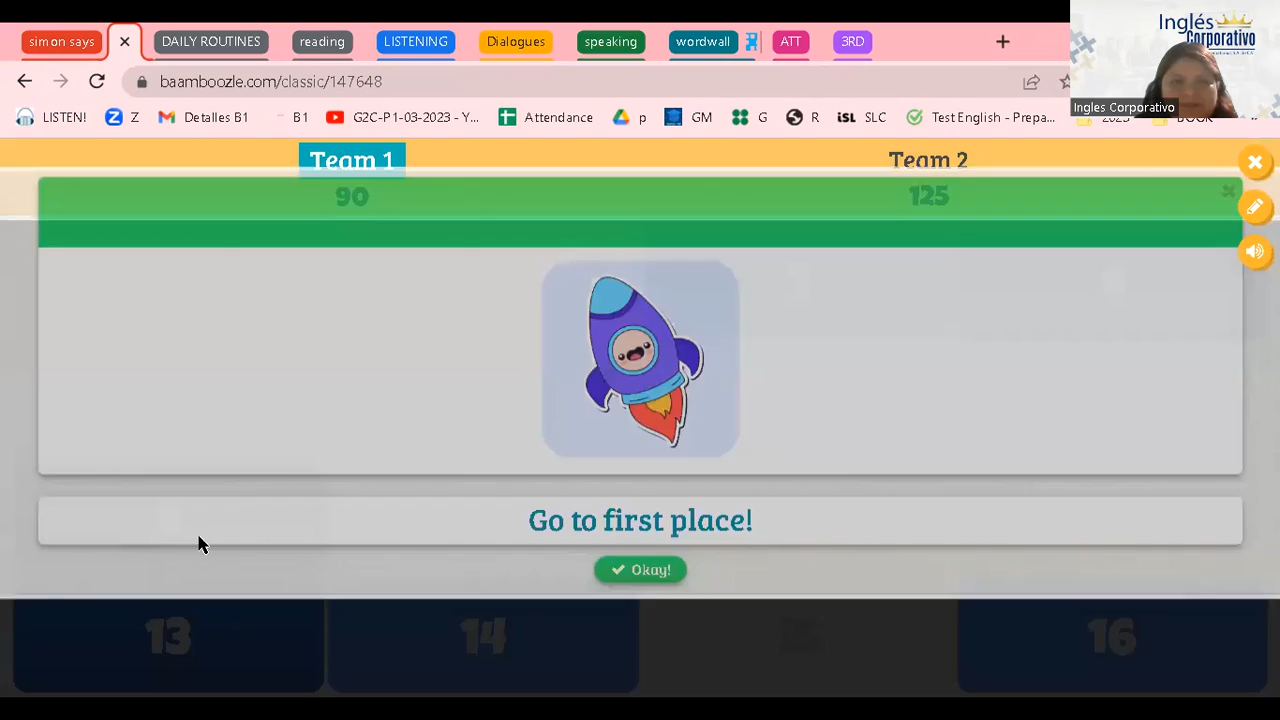 simon says
DAILY ROUTINES
reading
LISTENING
Dialogues
speaking
wordwall
ATT
3RD
Inglés
Corporativo
baamboozle.com/classic/147648
Ingles Corporativo
LISTEN!
Z
Detalles B1
B1
G2C-P1-03-2023 - Y...
Attendance
p
GM
G
R
iSL
SLC
Test English - Prepa...
Team 1
Team 2
90
125
Go to first place!
Okay!
13
14
16